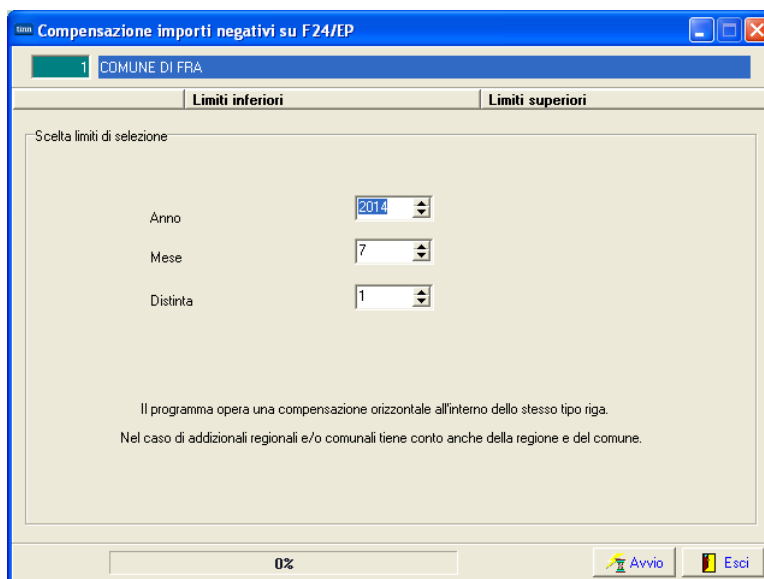 tinn Compensazione importi negativi su F24/EP
1 COMUNE DI FRA
Limiti inferiori Limiti superiori
Scelta limiti di selezione
Anno 2014
Mese 7
Distinta 1
Il programma opera una compensazione orizzontale all'interno dello stesso tipo riga.
Nel caso di addizionali regionali e/o comunali tiene conto anche della regione e del comune.
0% Avvio Esci